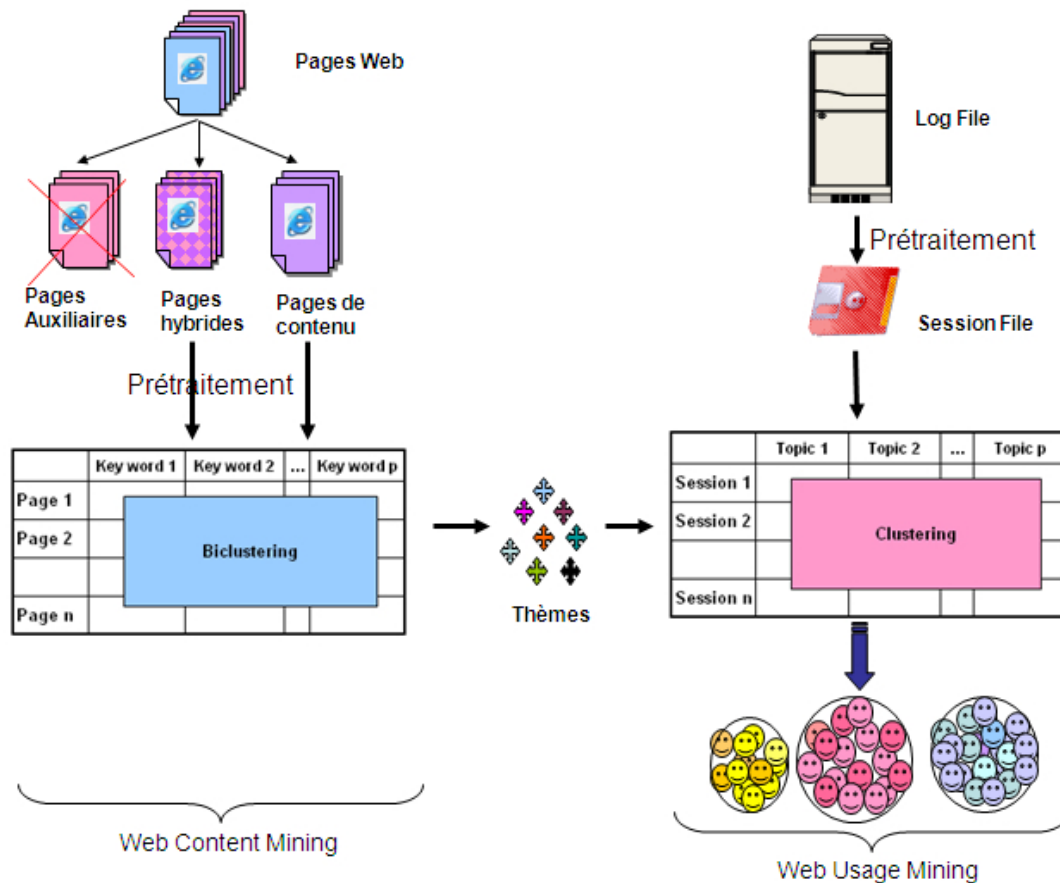 Pages Web
Log File
Prétraitement
Session File
Pages
Auxiliaires
Pages
hybrides
Pages de
contenu
Prétraitement
Key word 1 Key word 2 ... Key word p
Page 1
Page 2
Page n
Biclustering
Thèmes
Topic 1 Topic 2 ... Topic p
Session 1
Session 2
Session n
Clustering
Web Content Mining
Web Usage Mining